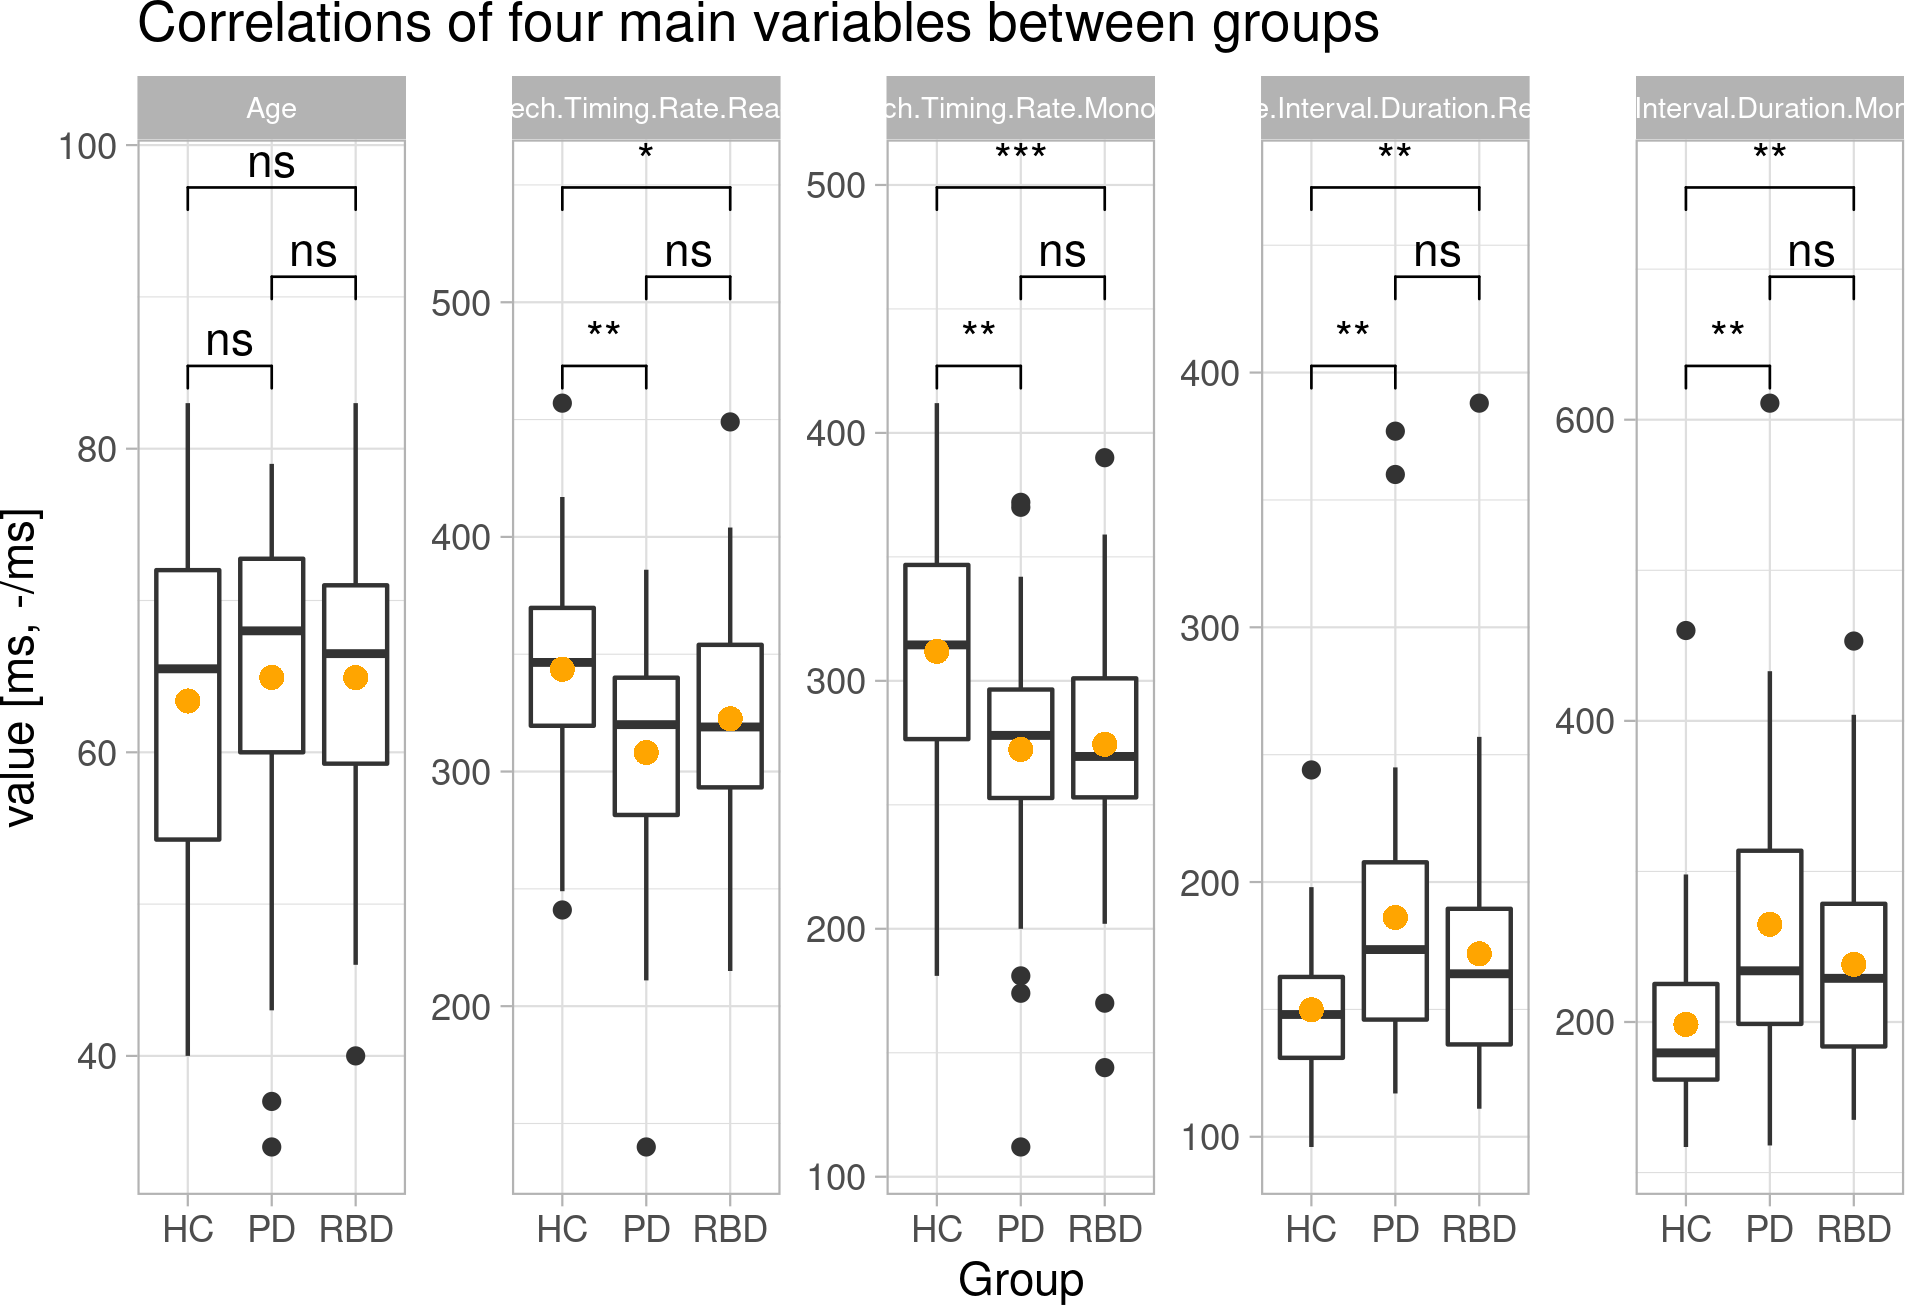 Correlations of four main variables between groups
Age
ech.Timing.Rate.Rea
ch.Timing.Rate.Mono
e.Interval.Duration.Re
Interval.Duration.Mon
value [ms, -/ms]
100
80
60
40
ns
ns
ns
HC PD RBD
500
400
300
200
*
ns
**
HC PD RBD
500
400
300
200
100
***
ns
**
HC PD RBD
400
300
200
100
**
ns
**
HC PD RBD
600
400
200
**
ns
**
HC PD RBD
Group